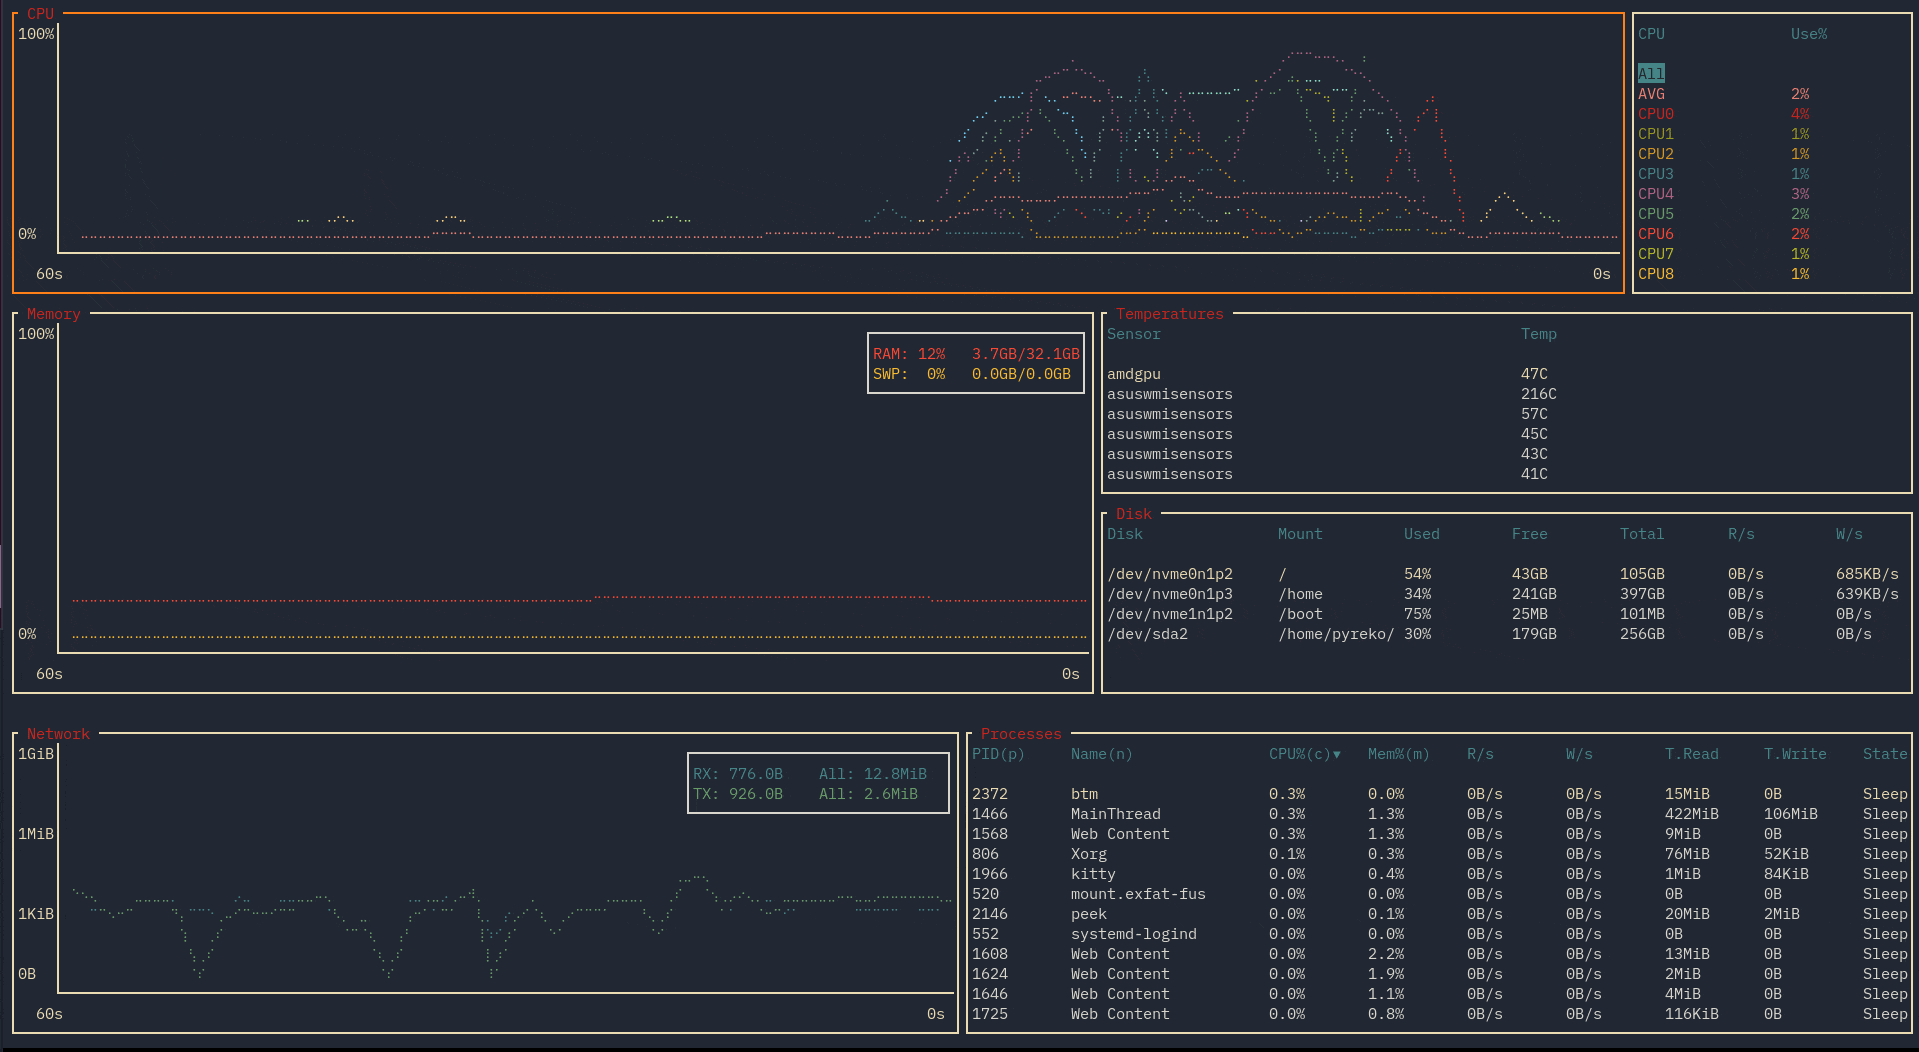 CPU
100%
0%
60s 0s
CPU Use%
All
AVG 2%
CPU0 4%
CPU1 1%
CPU2 1%
CPU3 1%
CPU4 3%
CPU5 2%
CPU6 2%
CPU7 1%
CPU8 1%
Memory
100%
RAM: 12% 3.7GB/32.1GB
SWP: 0% 0.0GB/0.0GB
0%
60s 0s
Temperatures
Sensor Temp
amdgpu 47C
asuswmisensors 216C
asuswmisensors 57C
asuswmisensors 45C
asuswmisensors 43C
asuswmisensors 41C
Disk
Disk Mount Used Free Total R/s W/s
/dev/nvme0n1p2 / 54% 43GB 105GB 0B/s 685KB/s
/dev/nvme0n1p3 /home 34% 241GB 397GB 0B/s 639KB/s
/dev/nvme1n1p2 /boot 75% 25MB 101MB 0B/s 0B/s
/dev/sda2 /home/pyreko/ 30% 179GB 256GB 0B/s 0B/s
Network
1GiB
RX: 776.0B All: 12.8MiB
TX: 926.0B All: 2.6MiB
1MiB
1KiB
0B
60s 0s
Processes
PID(p) Name(n) CPU%(c)▼ Mem%(m) R/s W/s T.Read T.Write State
2372 btm 0.3% 0.0% 0B/s 0B/s 15MiB 0B Sleep
1466 MainThread 0.3% 1.3% 0B/s 0B/s 422MiB 106MiB Sleep
1568 Web Content 0.3% 1.3% 0B/s 0B/s 9MiB 0B Sleep
806 Xorg 0.1% 0.3% 0B/s 0B/s 76MiB 52KiB Sleep
1966 kitty 0.0% 0.4% 0B/s 0B/s 1MiB 84KiB Sleep
520 mount.exfat-fus 0.0% 0.0% 0B/s 0B/s 0B 0B Sleep
2146 peek 0.0% 0.1% 0B/s 0B/s 20MiB 2MiB Sleep
552 systemd-logind 0.0% 0.0% 0B/s 0B/s 0B 0B Sleep
1608 Web Content 0.0% 2.2% 0B/s 0B/s 13MiB 0B Sleep
1624 Web Content 0.0% 1.9% 0B/s 0B/s 2MiB 0B Sleep
1646 Web Content 0.0% 1.1% 0B/s 0B/s 4MiB 0B Sleep
1725 Web Content 0.0% 0.8% 0B/s 0B/s 116KiB 0B Sleep